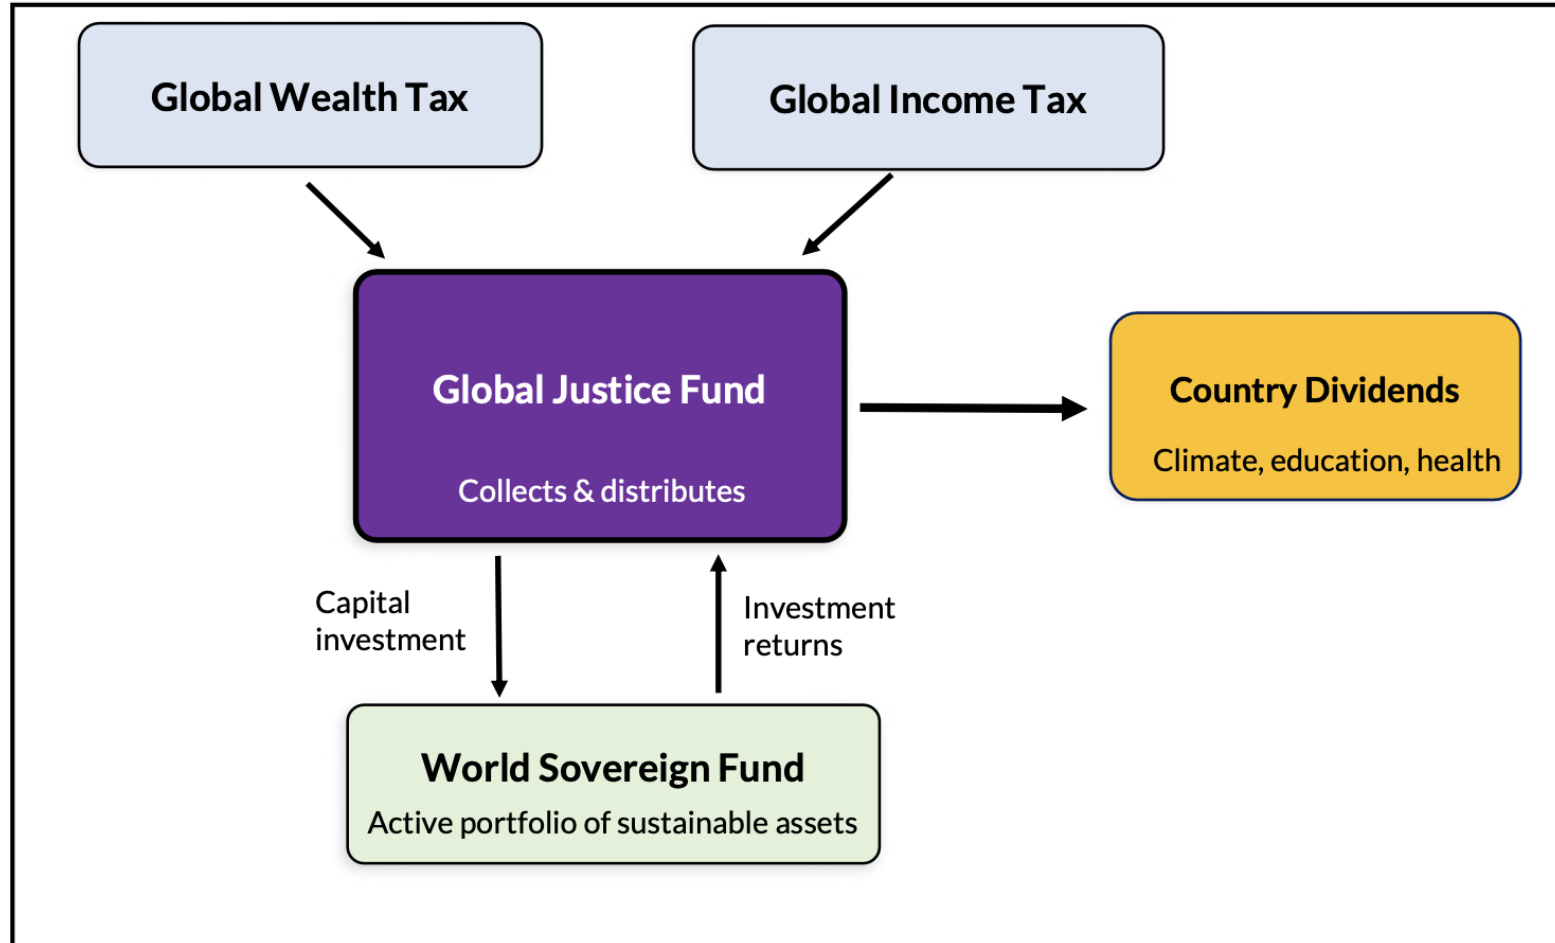 Global Wealth Tax
Global Income Tax
Global Justice Fund
Collects & distributes
Country Dividends
Climate, education, health
Capital
investment
Investment
returns
World Sovereign Fund
Active portfolio of sustainable assets